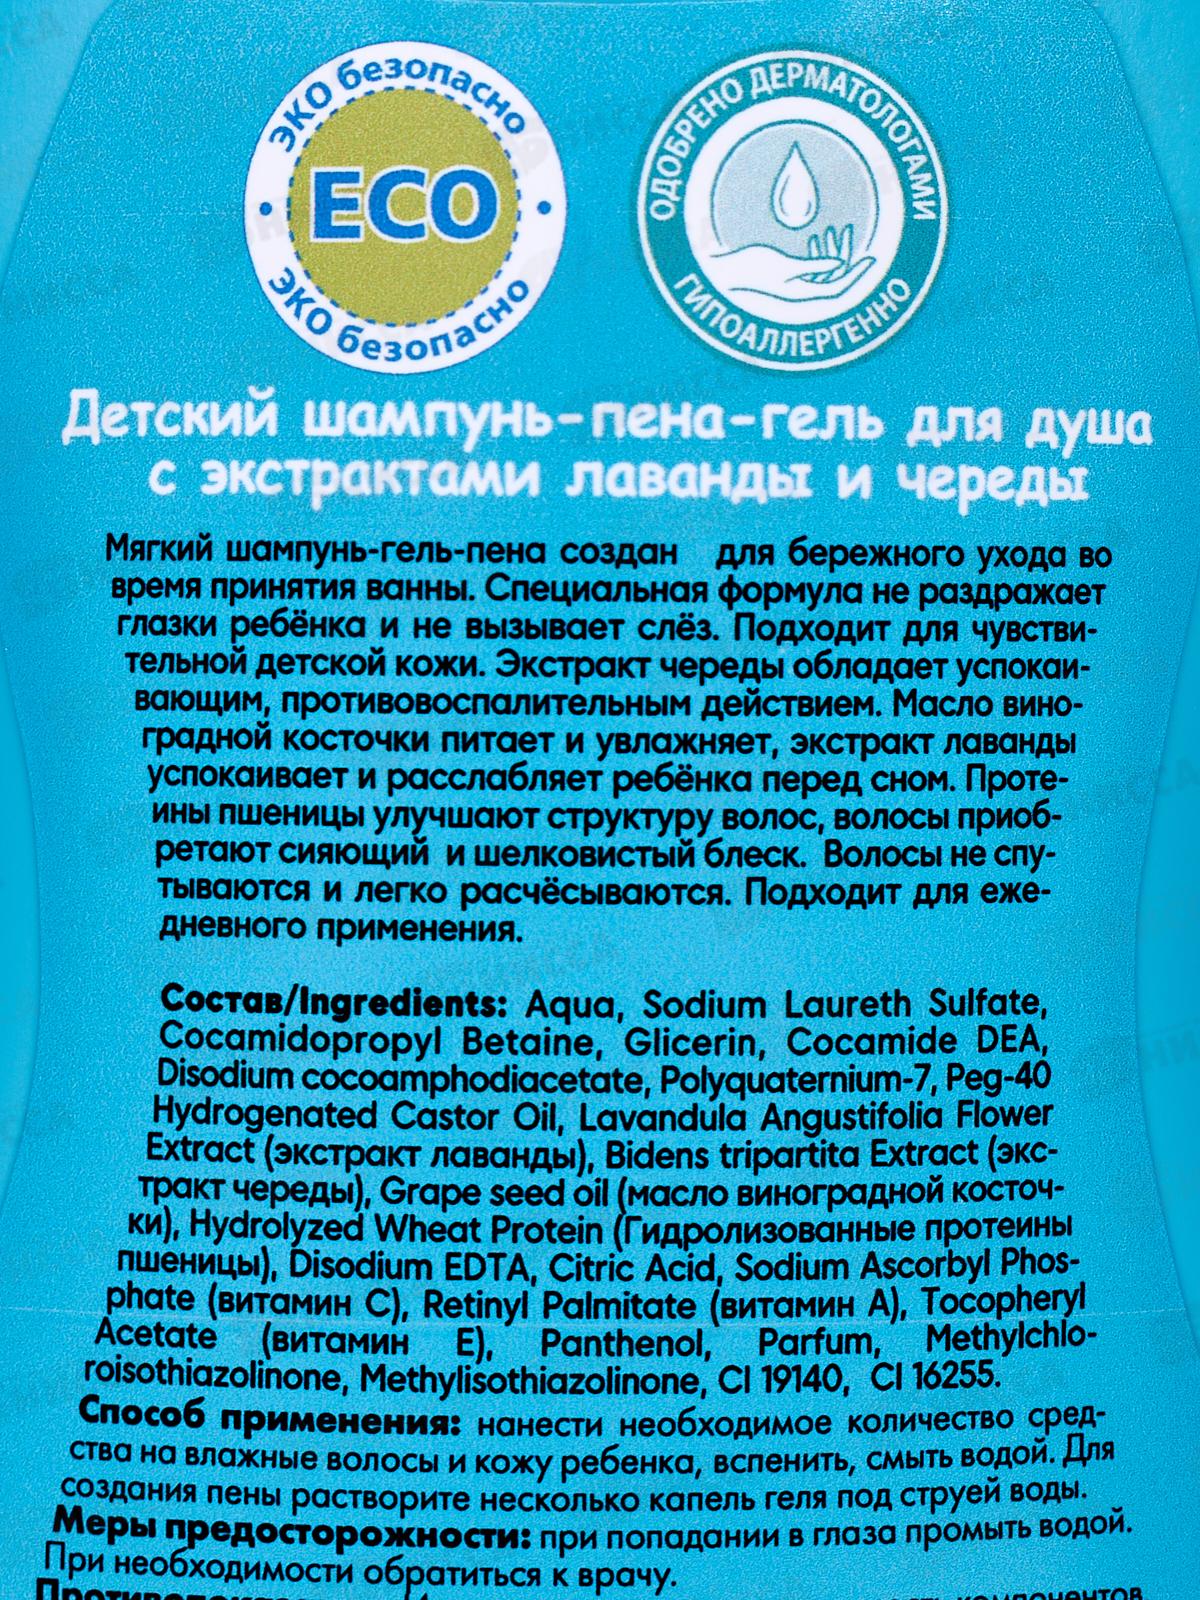 ЭКО безопасно
ECO
ЭКО безопасно
ОДОБРЕНО ДЕРМАТОЛОГАМИ
ГИПОАЛЛЕРГЕННО
Детский шампунь-пена-гель для душа
с экстрактами лаванды и череды
Мягкий шампунь-гель-пена создан для бережного ухода во
время принятия ванны. Специальная формула не раздражает
глазки ребёнка и не вызывает слёз. Подходит для чувстви-
тельной детской кожи. Экстракт череды обладает успокаи-
вающим, противовоспалительным действием. Масло вино-
градной косточки питает и увлажняет, экстракт лаванды
успокаивает и расслабляет ребёнка перед сном. Проте-
ины пшеницы улучшают структуру волос, волосы приоб-
ретают сияющий и шелковистый блеск. Волосы не спу-
тываются и легко расчёсываются. Подходит для еже-
дневного применения.
Состав/Ingredients: Aqua, Sodium Laureth Sulfate,
Cocamidopropyl Betaine, Glicerin, Cocamide DEA,
Disodium cocoamphodiacetate, Polyquaternium-7, Peg-40
Hydrogenated Castor Oil, Lavandula Angustifolia Flower
Extract (экстракт лаванды), Bidens tripartita Extract (экс-
тракт череды), Grape seed oil (масло виноградной косточ-
ки), Hydrolyzed Wheat Protein (Гидролизованные протеины
пшеницы), Disodium EDTA, Citric Acid, Sodium Ascorbyl Phos-
phate (витамин С), Retinyl Palmitate (витамин А), Tocopheryl
Acetate (витамин Е), Panthenol, Parfum, Methylchlo-
roisothiazolinone, Methylisothiazolinone, CI 19140, CI 16255.
Способ применения: нанести необходимое количество сред-
ства на влажные волосы и кожу ребенка, вспенить, смыть водой. Для
создания пены растворите несколько капель геля под струей воды.
Меры предосторожности: при попадании в глаза промыть водой.
При необходимости обратиться к врачу.
компонентов